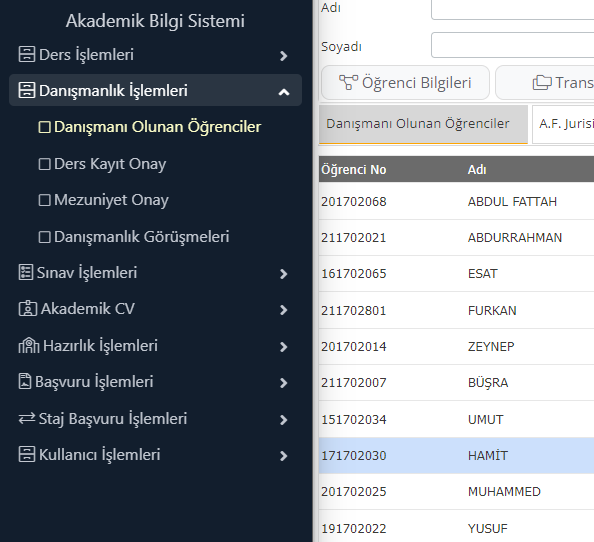 Akademik Bilgi Sistemi
Ders İşlemleri
Danışmanlık İşlemleri
Danışmanı Olunan Öğrenciler
Ders Kayıt Onay
Mezuniyet Onay
Danışmanlık Görüşmeleri
Sınav İşlemleri
Akademik CV
Hazırlık İşlemleri
Başvuru İşlemleri
Staj Başvuru İşlemleri
Kullanıcı İşlemleri
Adı
Soyadı
Öğrenci Bilgileri Trans
Danışmanı Olunan Öğrenciler A.F. Jurisi
Öğrenci No Adı
201702068 ABDUL FATTAH
211702021 ABDURRAHMAN
161702065 ESAT
211702801 FURKAN
201702014 ZEYNEP
211702007 BÜŞRA
151702034 UMUT
171702030 HAMİT
201702025 MUHAMMED
191702022 YUSUF